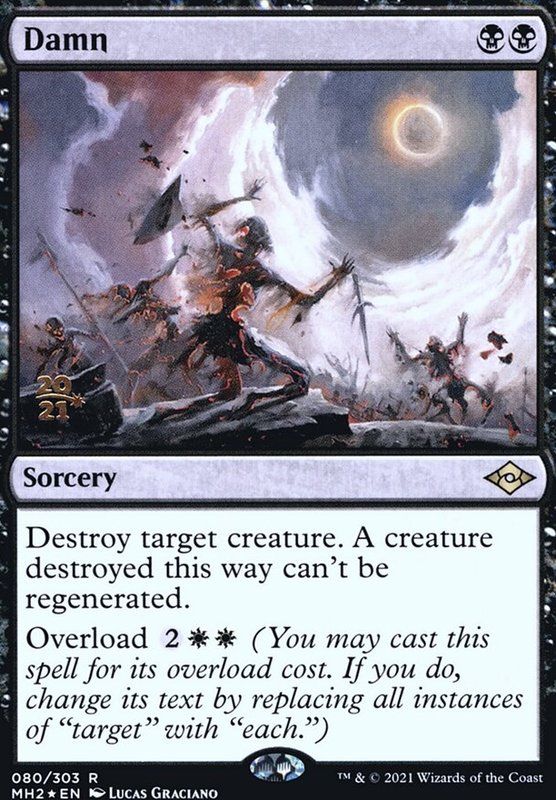 Damn
20
21
Sorcery
Destroy target creature. A creature
destroyed this way can't be
regenerated.
Overload 2 (You may cast this
spell for its overload cost. If you do,
change its text by replacing all instances
of “target” with “each.”)
080/303 R
MH2★EN LUCAS GRACIANO
™ & © 2021 Wizards of the Coast